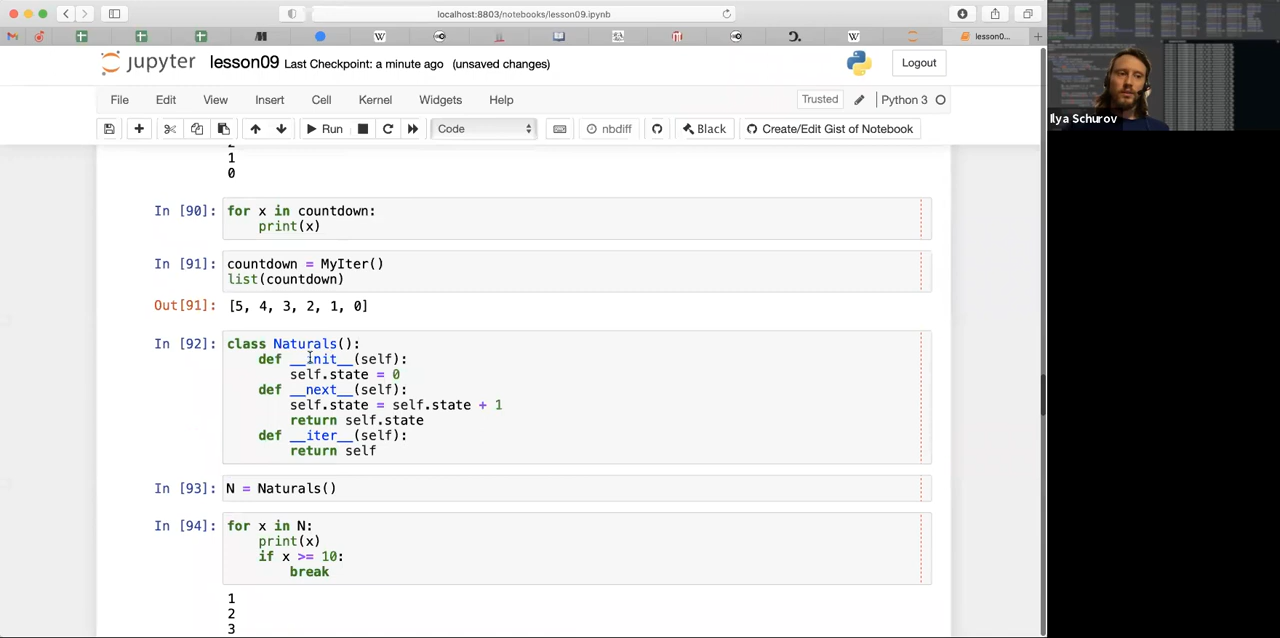 localhost:8803/notebooks/lesson09.ipynb
lesson0...
jupyter lesson09 Last Checkpoint: a minute ago (unsaved changes)
Logout
File Edit View Insert Cell Kernel Widgets Help
Trusted Python 3
Run Code nbdiff Black Create/Edit Gist of Notebook
Ilya Schurov
1
0
In [90]: for x in countdown:
print(x)
In [91]: countdown = MyIter()
list(countdown)
Out[91]: [5, 4, 3, 2, 1, 0]
In [92]: class Naturals():
def __init__(self):
self.state = 0
def __next__(self):
self.state = self.state + 1
return self.state
def __iter__(self):
return self
In [93]: N = Naturals()
In [94]: for x in N:
print(x)
if x >= 10:
break
1
2
3